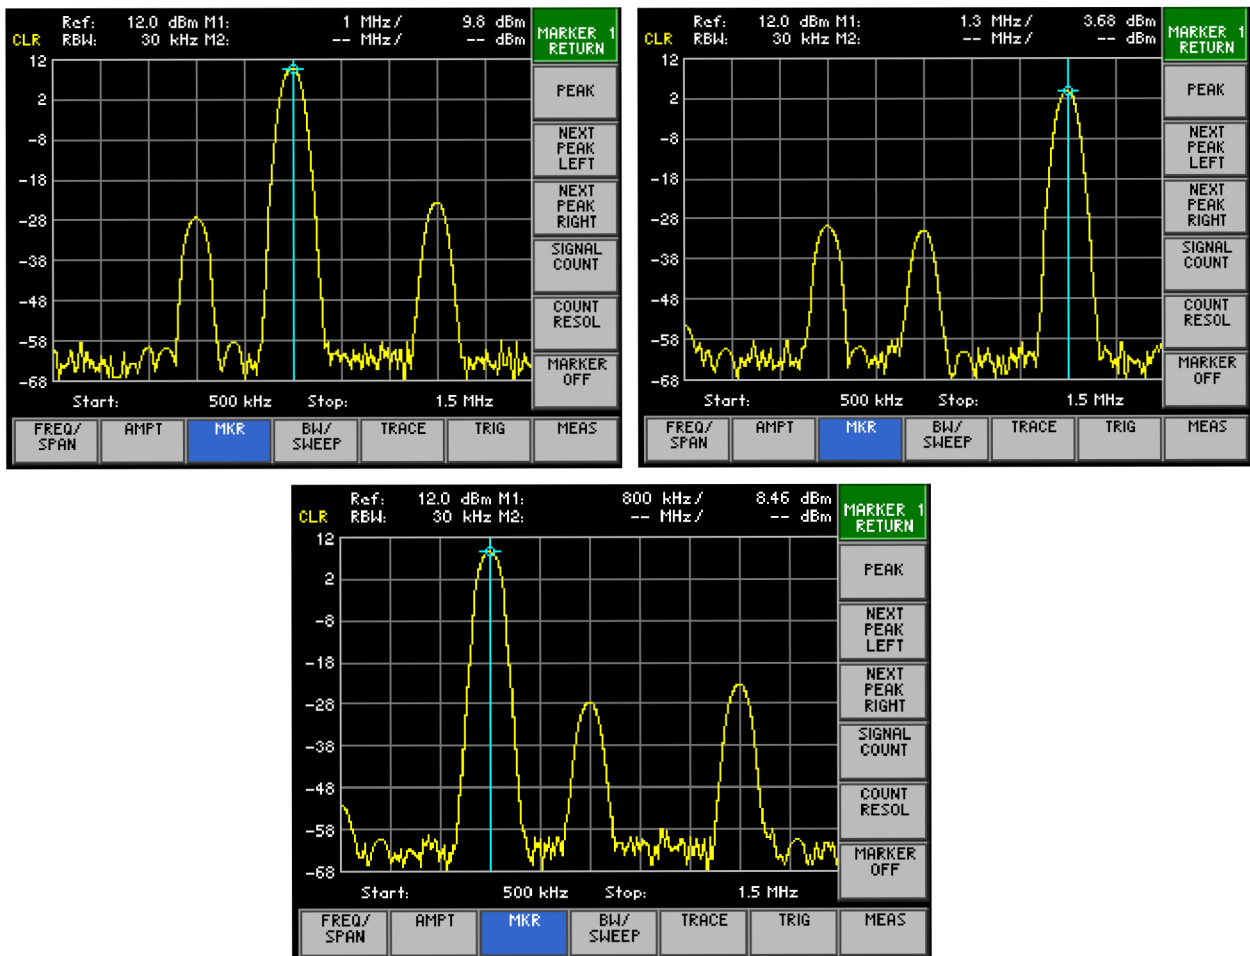 Ref: 12.0 dBm M1: 1 MHz/ 9.8 dBm
CLR RBW: 30 kHz M2: -- MHz/ -- dBm
MARKER 1
RETURN
12
2
-8
-18
-28
-38
-48
-58
-68
PEAK
NEXT
PEAK
LEFT
NEXT
PEAK
RIGHT
SIGNAL
COUNT
COUNT
RESOL
MARKER
OFF
Start: 500 kHz Stop: 1.5 MHz
FREQ/
SPAN
AMPT
MKR
BW/
SWEEP
TRACE
TRIG
MEAS
Ref: 12.0 dBm M1: 1.3 MHz/ 3.68 dBm
CLR RBW: 30 kHz M2: -- MHz/ -- dBm
MARKER 1
RETURN
12
2
-8
-18
-28
-38
-48
-58
-68
PEAK
NEXT
PEAK
LEFT
NEXT
PEAK
RIGHT
SIGNAL
COUNT
COUNT
RESOL
MARKER
OFF
Start: 500 kHz Stop: 1.5 MHz
FREQ/
SPAN
AMPT
MKR
BW/
SWEEP
TRACE
TRIG
MEAS
Ref: 12.0 dBm M1: 800 kHz/ 8.46 dBm
CLR RBW: 30 kHz M2: -- MHz/ -- dBm
MARKER 1
RETURN
12
2
-8
-18
-28
-38
-48
-58
-68
PEAK
NEXT
PEAK
LEFT
NEXT
PEAK
RIGHT
SIGNAL
COUNT
COUNT
RESOL
MARKER
OFF
Start: 500 kHz Stop: 1.5 MHz
FREQ/
SPAN
AMPT
MKR
BW/
SWEEP
TRACE
TRIG
MEAS